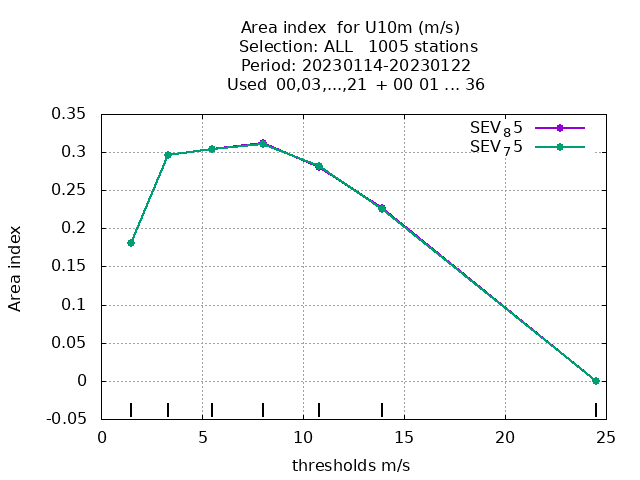 Area index  for U10m (m/s)
Selection: ALL   1005 stations
Period: 20230114-20230122
Used  00,03,...,21  + 00 01 ... 36
0.35
0.3
0.25
0.2
0.15
0.1
0.05
0
-0.05
Area index
SEV₈5
SEV₇5
0 5 10 15 20 25
thresholds m/s